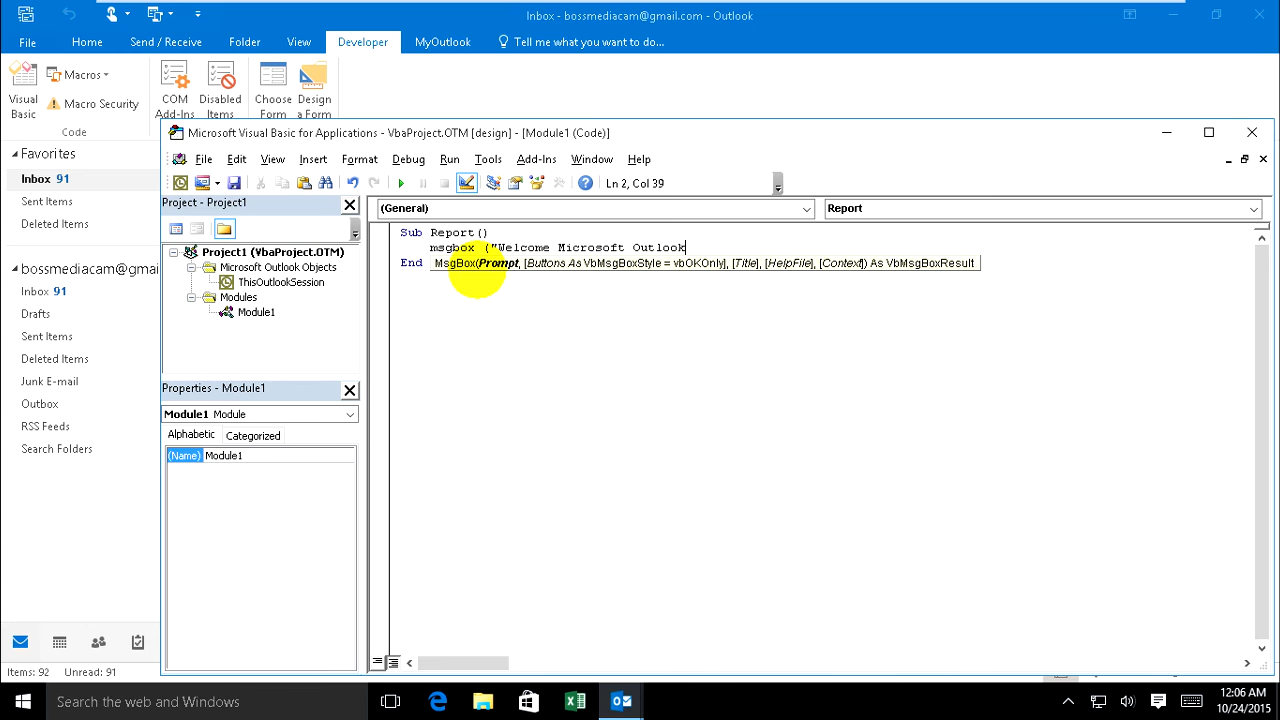 Inbox - bossmediacam@gmail.com - Outlook
File Home Send / Receive Folder View Developer MyOutlook Tell me what you want to do...
Visual Basic
Macros
Macro Security
COM Add-Ins
Disabled Items
Choose Form
Design a Form
Code
Favorites
Inbox 91
Sent Items
Deleted Items
bossmediacam@gma
Inbox 91
Drafts
Sent Items
Deleted Items
Junk E-mail
Outbox
RSS Feeds
Search Folders
Items: 92 Unread: 91
Microsoft Visual Basic for Applications - VbaProject.OTM [design] - [Module1 (Code)]
File Edit View Insert Format Debug Run Tools Add-Ins Window Help
Ln 2, Col 39
Project - Project1
Project1 (VbaProject.OTM)
Microsoft Outlook Objects
ThisOutlookSession
Modules
Module1
Properties - Module1
Module1 Module
Alphabetic Categorized
(Name) Module1
(General) Report
Sub Report()
msgbox ("Welcome Microsoft Outlook
End
MsgBox(Prompt, [Buttons As VbMsgBoxStyle = vbOKOnly], [Title], [HelpFile], [Context]) As VbMsgBoxResult
Search the web and Windows
12:06 AM
10/24/2015